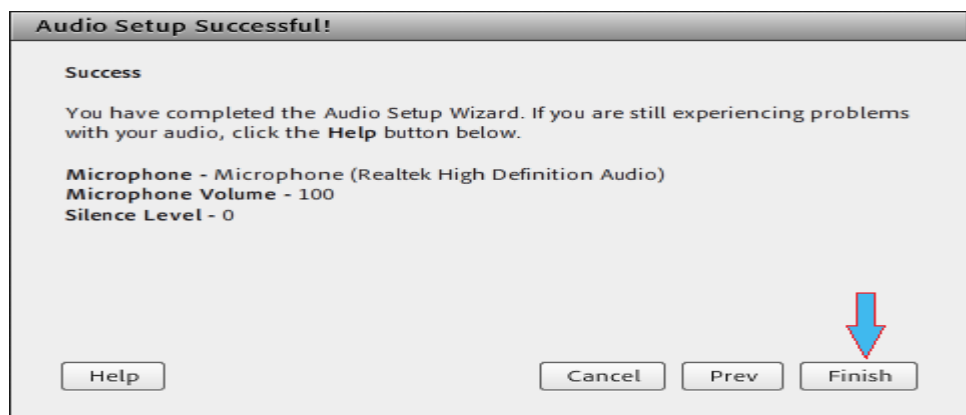 Audio Setup Successful!
Success
You have completed the Audio Setup Wizard. If you are still experiencing problems
with your audio, click the Help button below.
Microphone - Microphone (Realtek High Definition Audio)
Microphone Volume - 100
Silence Level - 0
Help Cancel Prev Finish